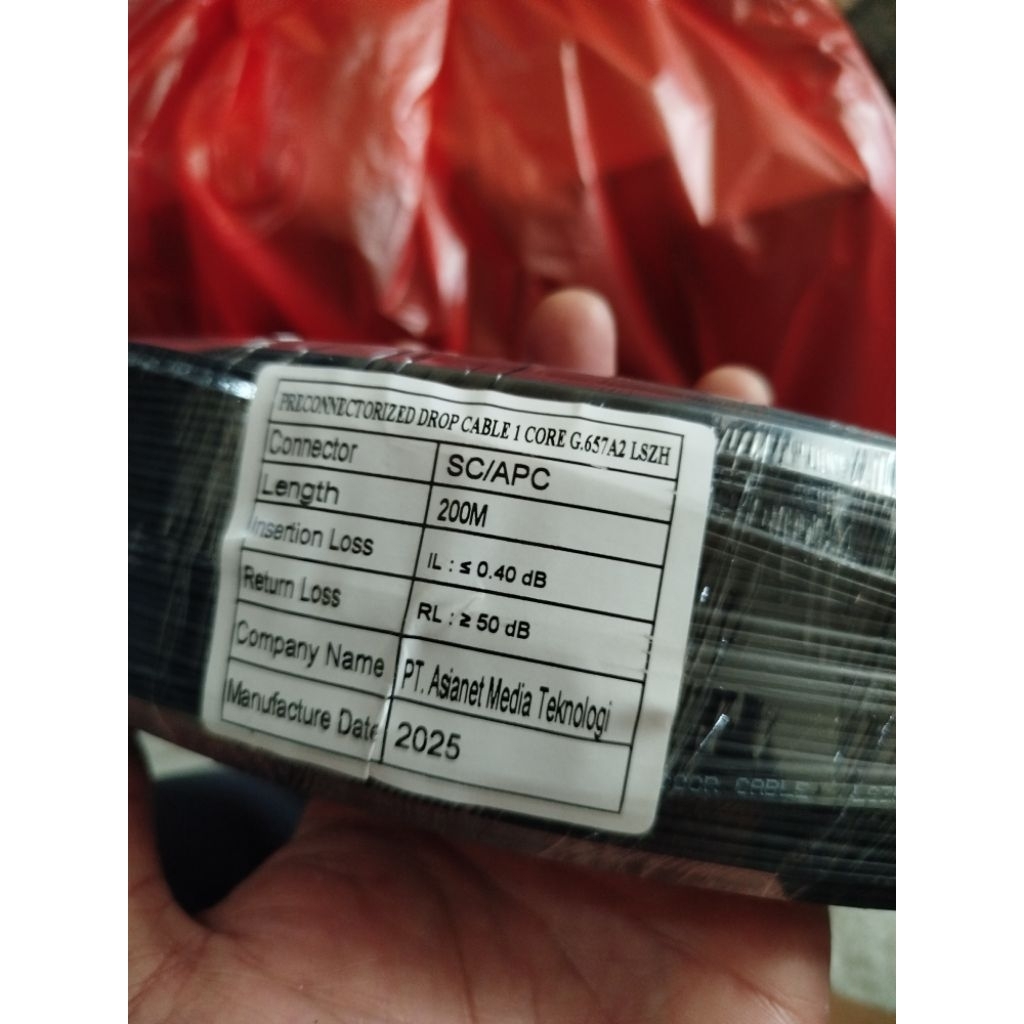 PRECONNECTORIZED DROP CABLE 1 CORE G.657A2 LSZH
Connector SC/APC
Length 200M
Insertion Loss IL : ≤ 0.40 dB
Return Loss RL : ≥ 50 dB
Company Name PT. Asianet Media Teknologi
Manufacture Date 2025
CABLE